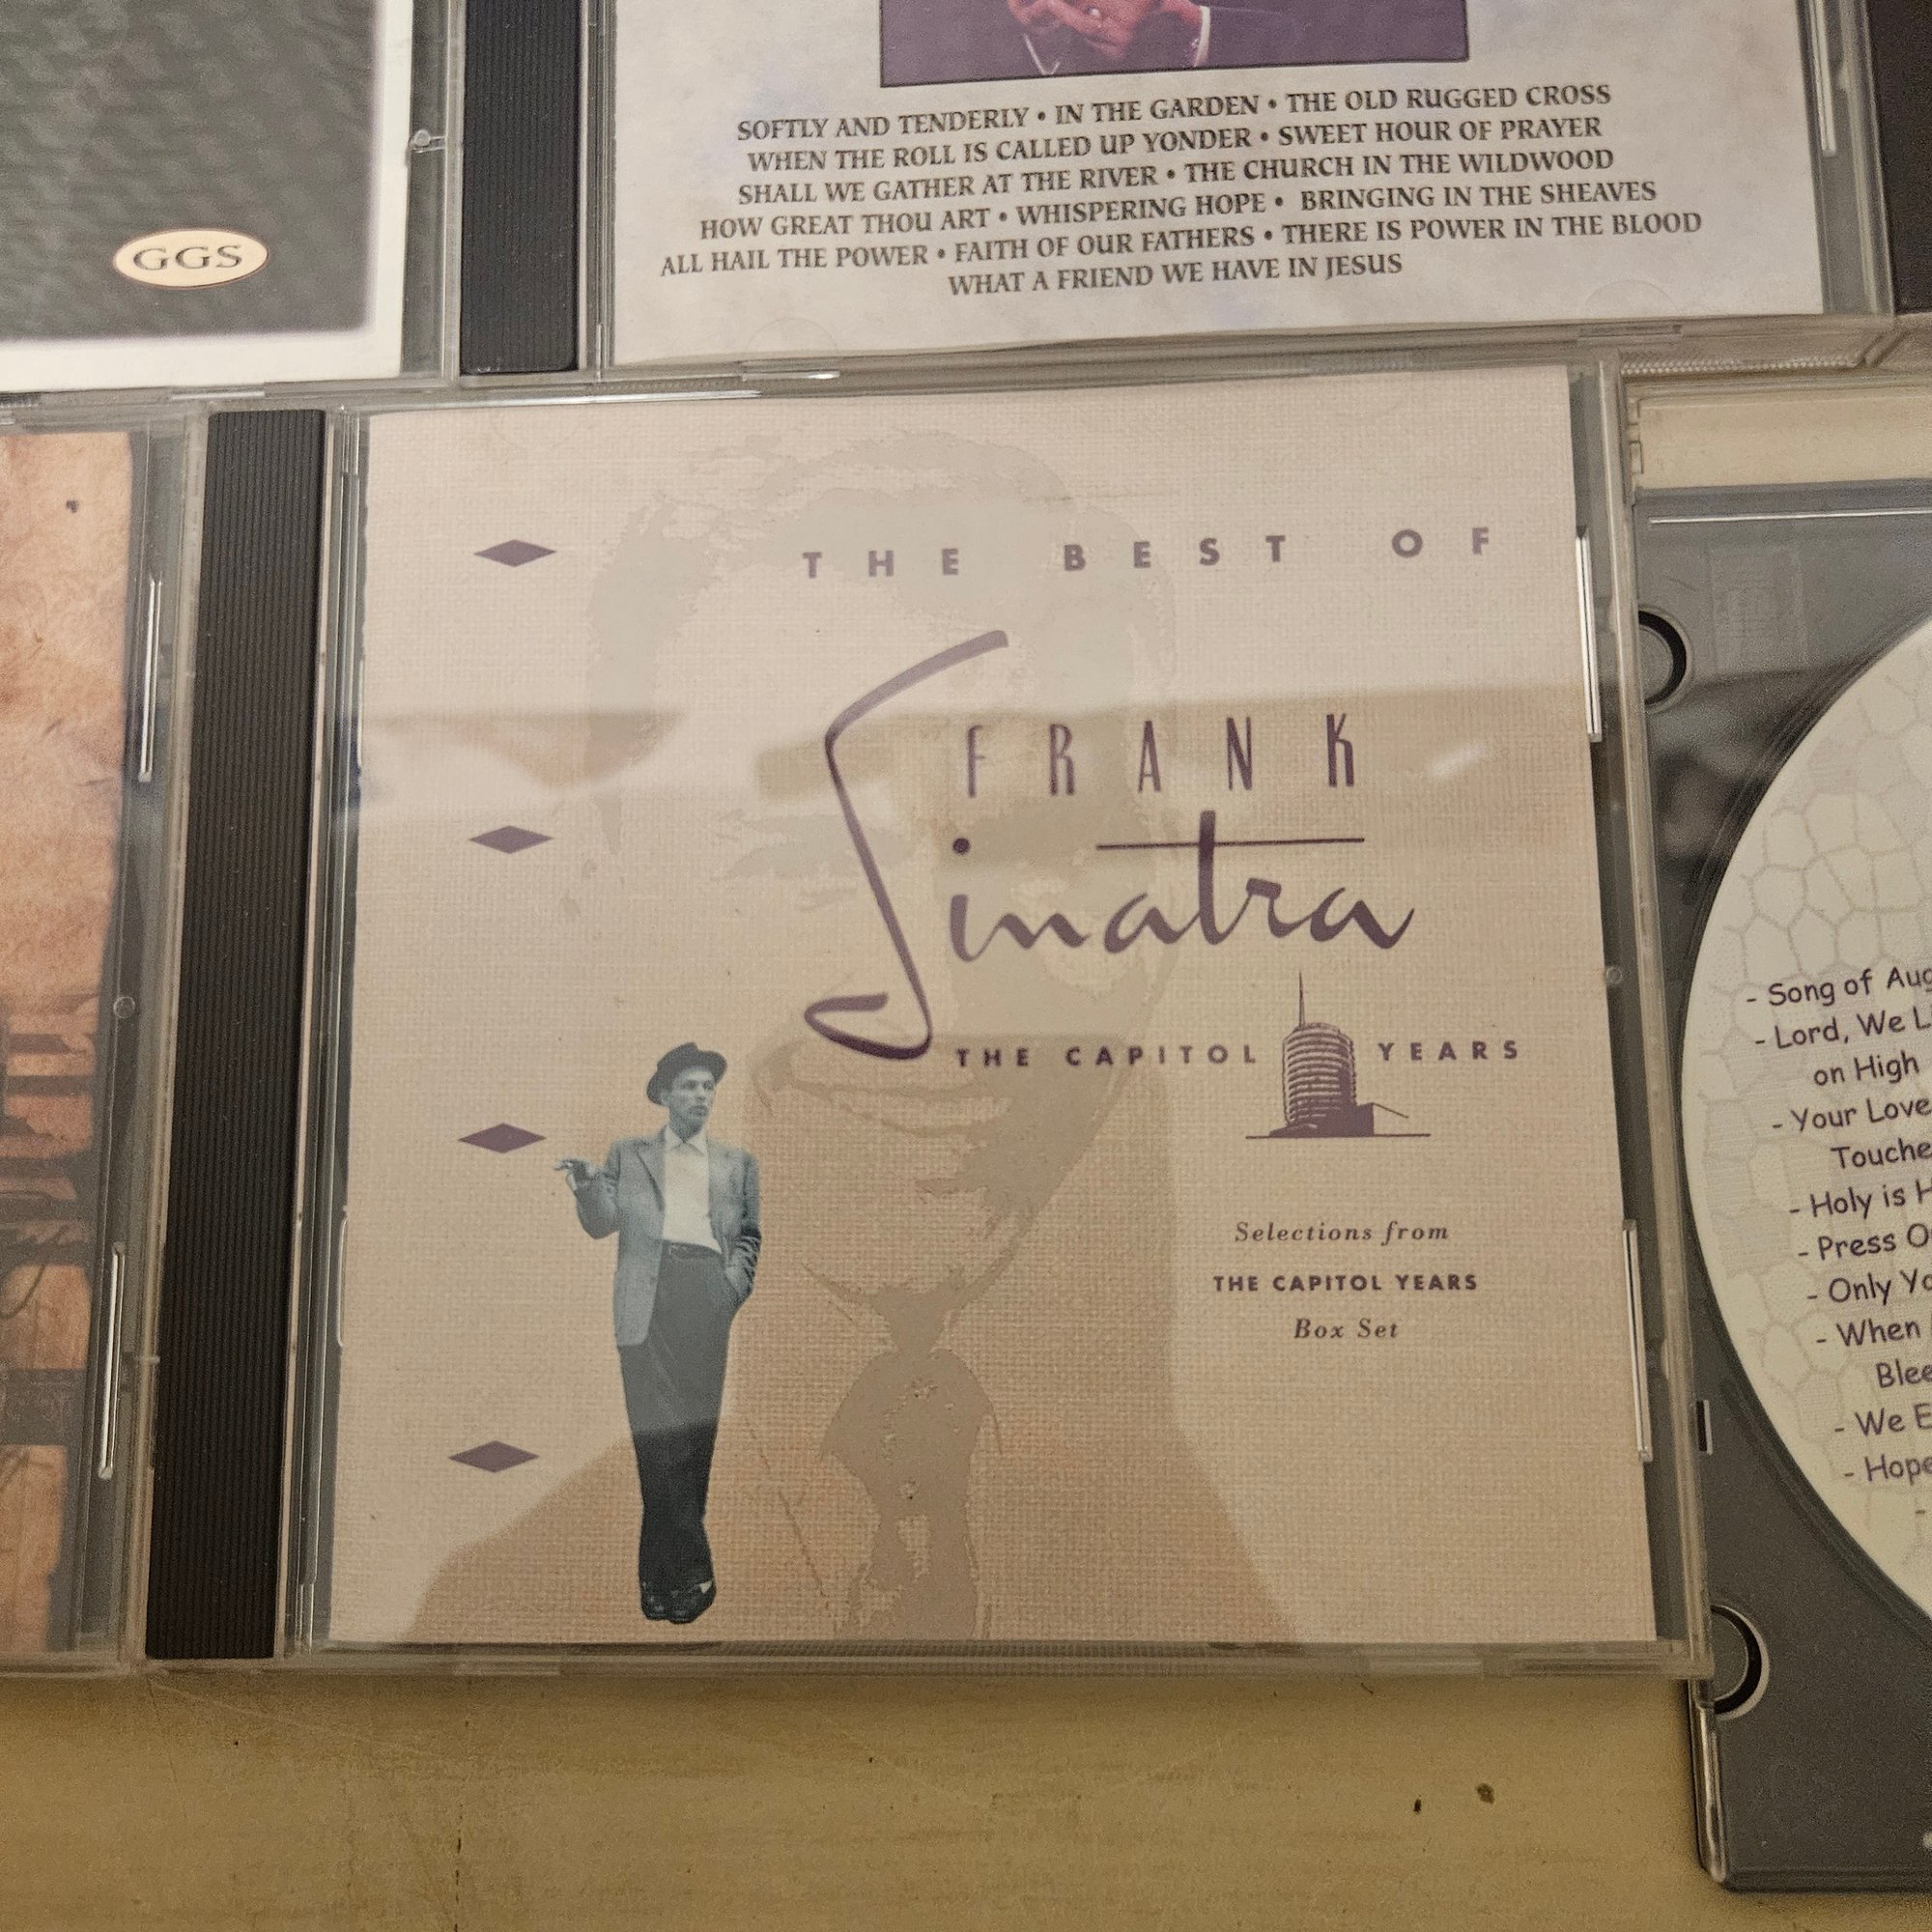 GGS
SOFTLY AND TENDERLY • IN THE GARDEN • THE OLD RUGGED CROSS
WHEN THE ROLL IS CALLED UP YONDER • SWEET HOUR OF PRAYER
SHALL WE GATHER AT THE RIVER • THE CHURCH IN THE WILDWOOD
HOW GREAT THOU ART • WHISPERING HOPE • BRINGING IN THE SHEAVES
ALL HAIL THE POWER • FAITH OF OUR FATHERS • THERE IS POWER IN THE BLOOD
WHAT A FRIEND WE HAVE IN JESUS
THE BEST OF
FRANK
Sinatra
THE CAPITOL YEARS
Selections from
THE CAPITOL YEARS
Box Set
- Song of
- Lord, We
on High
- Your Love
- Holy is
- Press
- Only
- When
- We